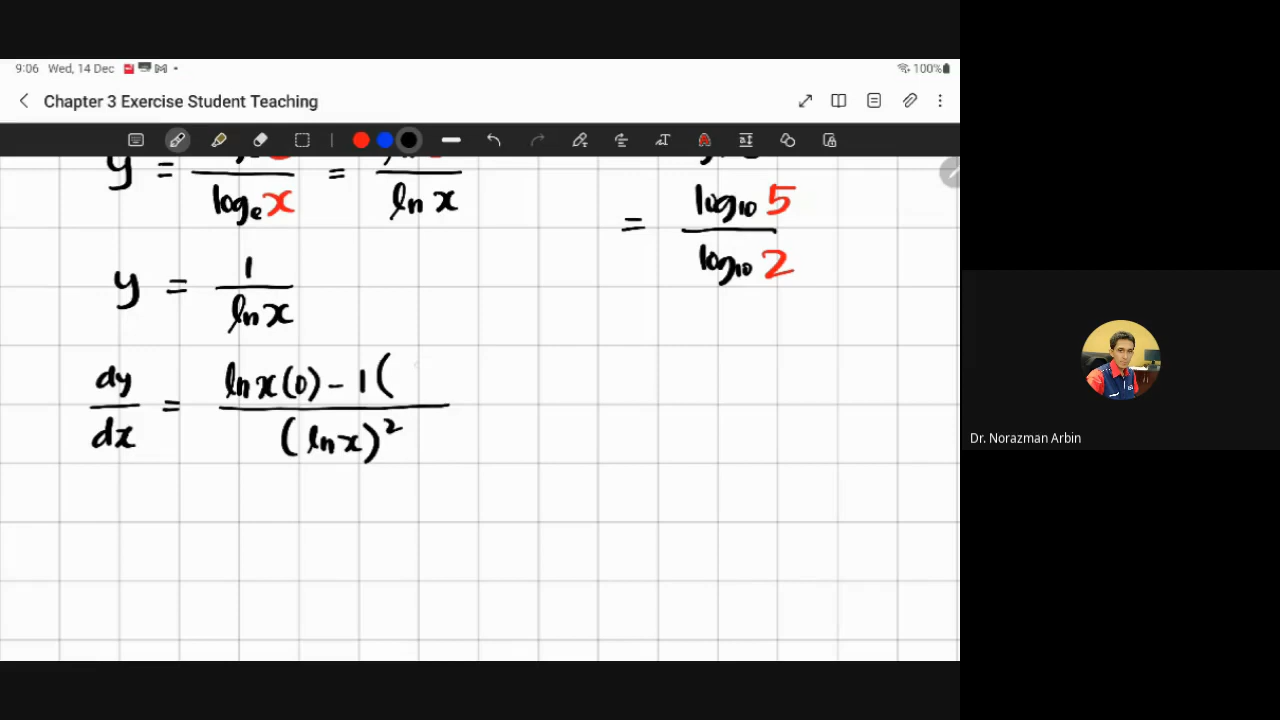 9:06 Wed, 14 Dec
100%
Chapter 3 Exercise Student Teaching
y = / logₑ x = / ln x
= log₁₀ 5 / log₁₀ 2
y = 1 / ln x
dy/dx = ln x (0) - 1 ( / (ln x)²
Dr. Norazman Arbin